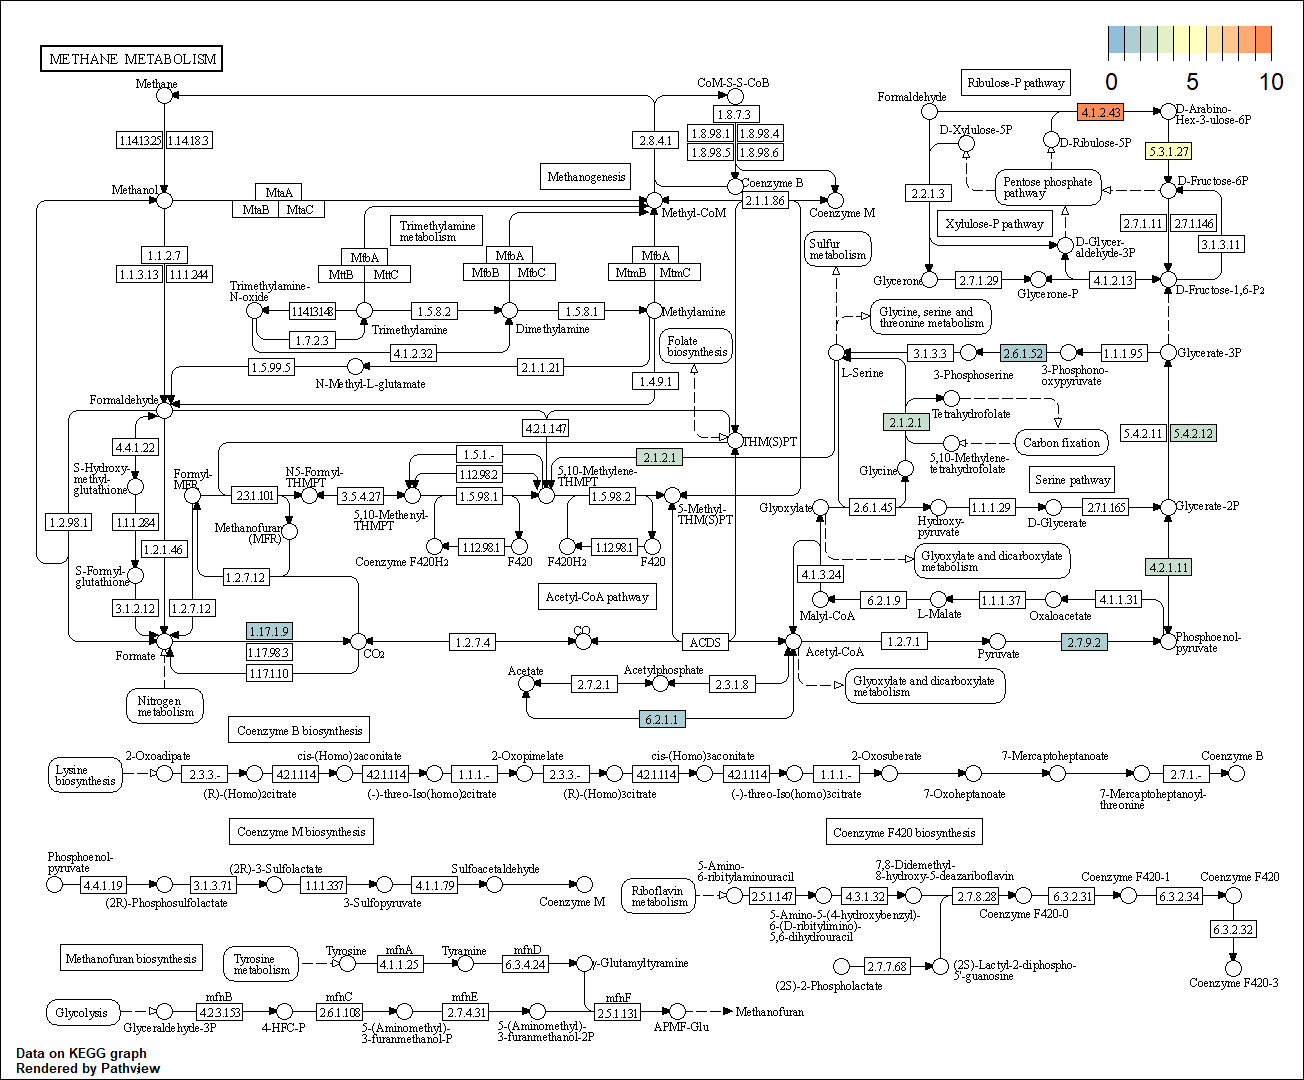 METHANE METABOLISM
0
5
10
Methane
CoM-S-S-CoB
1.8.7.3
1.14.13.25
1.14.18.3
2.8.4.1
1.8.98.1
1.8.98.4
1.8.98.5
1.8.98.6
Ribulose-P pathway
Formaldehyde
4.1.2.43
D-Arabino-
Hex-3-ulose-6P
D-Xylulose-5P
D-Ribulose-5P
5.3.1.27
Methanogenesis
Methanol
MtaA
MtaB
MtaC
Coenzyme B
2.1.1.86
Methyl-CoM
Coenzyme M
Pentose phosphate
pathway
D-Fructose-6P
2.2.1.3
Xylulose-P pathway
2.7.1.11
2.7.1.146
3.1.3.11
Trimethylamine
metabolism
1.1.2.7
1.1.3.13
1.1.1.244
MtbA
MttB
MttC
MtbA
MtbB
MtbC
MtbA
MtmB
MtmC
Sulfur
metabolism
D-Glycer-
aldehyde-3P
Glycerone
2.7.1.29
Glycerone-P
4.1.2.13
D-Fructose-1,6-P2
Trimethylamine-
N-oxide
1.14.13.148
1.5.8.2
1.5.8.1
Methylamine
Trimethylamine
Dimethylamine
1.7.2.3
4.1.2.32
Glycine, serine and
threonine metabolism
Folate
biosynthesis
1.5.99.5
2.1.1.21
N-Methyl-L-glutamate
1.4.9.1
3.1.3.3
2.6.1.52
1.1.1.95
Glycerate-3P
L-Serine
3-Phosphoserine
3-Phosphono-
oxypyruvate
Formaldehyde
4.2.1.147
THM(S)PT
2.1.2.1
Tetrahydrofolate
Carbon fixation
5,10-Methylene-
tetrahydrofolate
5.4.2.11
5.4.2.12
4.4.1.22
1.5.1.-
1.12.98.2
2.1.2.1
Glycine
Serine pathway
S-Hydroxy-
methyl-
glutathione
Formyl-
MFR
N5-Formyl-
THMPT
2.3.1.101
3.5.4.27
1.5.98.1
5,10-Methylene-
THMPT
1.5.98.2
5,10-Methenyl-
THMPT
5-Methyl-
THM(S)PT
Glyoxylate
2.6.1.45
Hydroxy-
pyruvate
1.1.1.29
D-Glycerate
2.7.1.165
Glycerate-2P
1.2.98.1
1.1.1.284
Methanofuran
(MFR)
1.2.1.46
1.12.98.1
Coenzyme F420H2
F420
1.12.98.1
F420H2
F420
S-Formyl-
glutathione
1.2.7.12
Glyoxylate and dicarboxylate
metabolism
4.1.3.24
4.2.1.11
3.1.2.12
1.2.7.12
Acetyl-CoA pathway
Malyl-CoA
6.2.1.9
L-Malate
1.1.1.37
Oxaloacetate
4.1.1.31
1.17.1.9
1.17.98.3
1.17.1.10
Formate
CO2
1.2.7.4
CO
ACDS
Acetyl-CoA
1.2.7.1
Pyruvate
2.7.9.2
Phosphoenol-
pyruvate
Acetate
2.7.2.1
Acetylphosphate
2.3.1.8
6.2.1.1
Glyoxylate and dicarboxylate
metabolism
Nitrogen
metabolism
Coenzyme B biosynthesis
Lysine
biosynthesis
2-Oxoadipate
2.3.3.-
(R)-(Homo)2citrate
4.2.1.114
cis-(Homo)2aconitate
4.2.1.114
(-)-threo-Iso(homo)2citrate
1.1.1.-
2-Oxopimelate
2.3.3.-
(R)-(Homo)3citrate
4.2.1.114
cis-(Homo)3aconitate
4.2.1.114
(-)-threo-Iso(homo)3citrate
1.1.1.-
2-Oxosuberate
7-Oxoheptanoate
7-Mercaptoheptanoate
7-Mercaptoheptanoyl-
threonine
2.7.1.-
Coenzyme B
Coenzyme M biosynthesis
Phosphoenol-
pyruvate
4.4.1.19
(2R)-Phosphosulfolactate
3.1.3.71
(2R)-3-Sulfolactate
1.1.1.337
3-Sulfopyruvate
4.1.1.79
Sulfoacetaldehyde
Coenzyme M
Coenzyme F420 biosynthesis
Riboflavin
metabolism
5-Amino-
6-ribitylaminouracil
2.5.1.147
5-Amino-5-(4-hydroxybenzyl)-
6-(D-ribitylimino)-
5,6-dihydrouracil
4.3.1.32
7,8-Didemethyl-
8-hydroxy-5-deazariboflavin
2.7.8.28
Coenzyme F420-0
6.3.2.31
Coenzyme F420-1
6.3.2.34
Coenzyme F420
6.3.2.32
Coenzyme F420-3
(2S)-2-Phospholactate
2.7.7.68
(2S)-Lactyl-2-diphospho-
5'-guanosine
Methanofuran biosynthesis
Tyrosine
metabolism
Tyrosine
mfnA
4.1.1.25
Tyramine
mfnD
6.3.4.24
γ-Glutamyltyramine
Glycolysis
Glyceraldehyde-3P
mfnB
4.2.3.153
4-HFC-P
mfnC
2.6.1.108
5-(Aminomethyl)-
3-furanmethanol-P
mfnE
2.7.4.31
5-(Aminomethyl)-
3-furanmethanol-2P
mfnF
2.5.1.131
APMF-Glu
Methanofuran
Data on KEGG graph
Rendered by Pathview